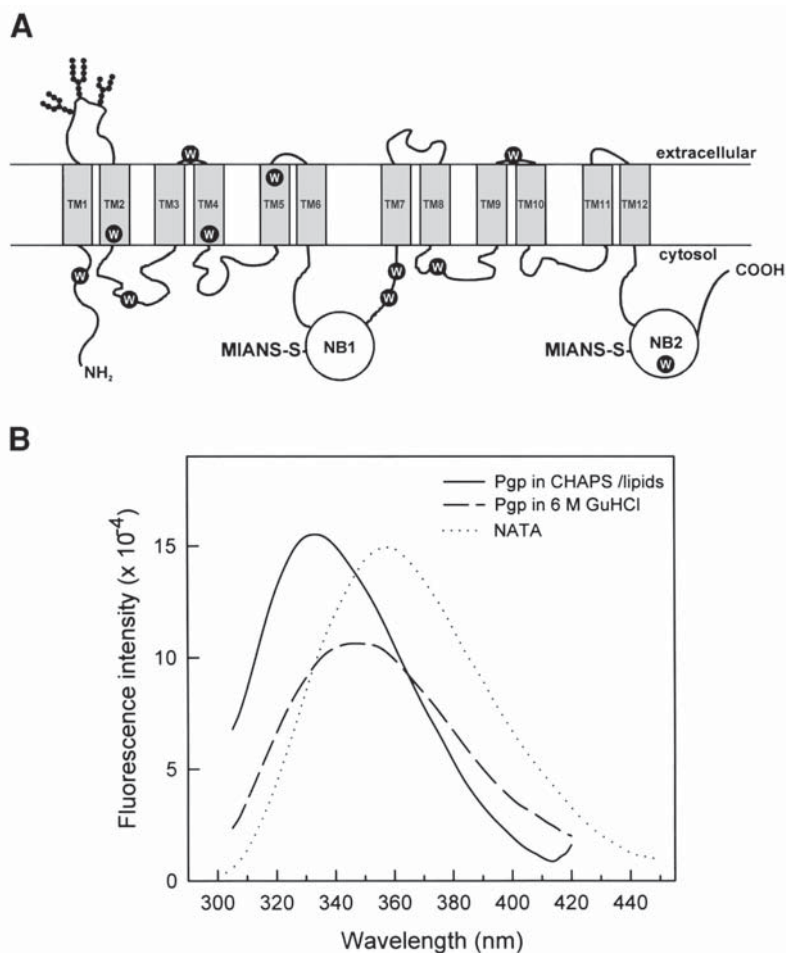 A
extracellular
TM1 TM2 TM3 TM4 TM5 TM6 TM7 TM8 TM9 TM10 TM11 TM12
W W W W W W W W W W W
cytosol
COOH
MIANS-S- NB1 MIANS-S- NB2
NH₂
B
Pgp in CHAPS /lipids
Pgp in 6 M GuHCl
NATA
Fluorescence intensity (x 10⁻⁴)
15
10
5
0
300 320 340 360 380 400 420 440
Wavelength (nm)